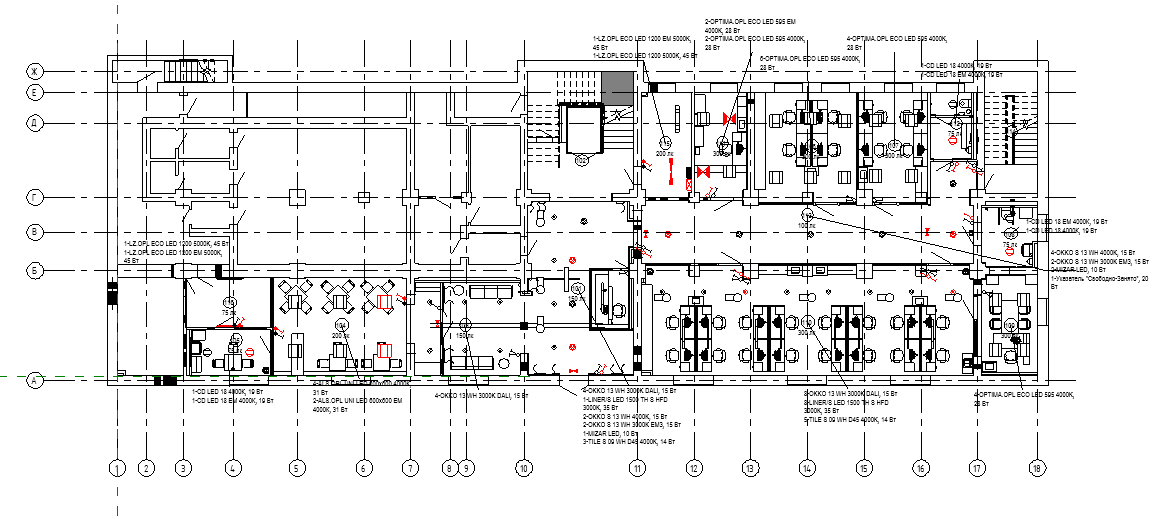 2-OPTIMA.OPL ECO LED 595 EM
4000K, 28 Вт
2-OPTIMA.OPL ECO LED 595 4000K,
28 Вт
1-LZ.OPL ECO LED 1200 EM 5000K,
45 Вт
1-LZ.OPL ECO LED 1200 5000K, 45 Вт
6-OPTIMA.OPL ECO LED 595 4000K,
28 Вт
4-OPTIMA.OPL ECO LED 595 4000K,
28 Вт
1-CD LED 18 4000K, 19 Вт
1-CD LED 18 EM 4000K, 19 Вт
Ж
Е
Д
Г
В
Б
А
200 лк
75 лк
100 лк
1-CD LED 18 EM 4000K, 19 Вт
1-CD LED 18 4000K, 19 Вт
75 лк
1-LZ.OPL ECO LED 1200 5000K, 45 Вт
1-LZ.OPL ECO LED 1200 EM 5000K,
45 Вт
4-OKKO S 13 WH 4000K, 15 Вт
2-OKKO S 13 WH 3000K EM3, 15 Вт
2-MIZAR LED, 10 Вт
1-Указатель "Свободно-Занято", 20
Вт
75 лк
200 лк
150 лк
150 лк
300 лк
1-CD LED 18 4000K, 19 Вт
1-CD LED 18 EM 4000K, 19 Вт
31 Вт
2-ALS.OPL UNI LED 600x600 EM
4000K, 31 Вт
4-OKKO 13 WH 3000K DALI, 15 Вт
4-OKKO 13 WH 3000K DALI, 15 Вт
1-LINER/S LED 1500 TH S HFD
3000K, 35 Вт
2-OKKO S 13 WH 4000K, 15 Вт
2-OKKO S 13 WH 3000K EM3, 15 Вт
1-MIZAR LED, 10 Вт
3-TILE S 09 WH D45 4000K, 14 Вт
8-OKKO 13 WH 3000K DALI, 15 Вт
8-LINER/S LED 1500 TH S HFD
3000K, 35 Вт
5-TILE S 09 WH D45 4000K, 14 Вт
4-OPTIMA.OPL ECO LED 595 4000K,
28 Вт
1 2 3 4 5 6 7 8 9 10 11 12 13 14 15 16 17 18